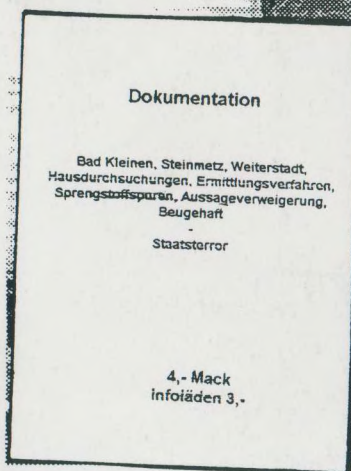 Dokumentation
Bad Kleinen, Steinmetz, Weiterstadt,
Hausdurchsuchungen, Ermittlungsverfahren,
Sprengstoffspuren, Aussageverweigerung,
Beugehaft
-
Staatsterror
4,- Mack
infoläden 3,-